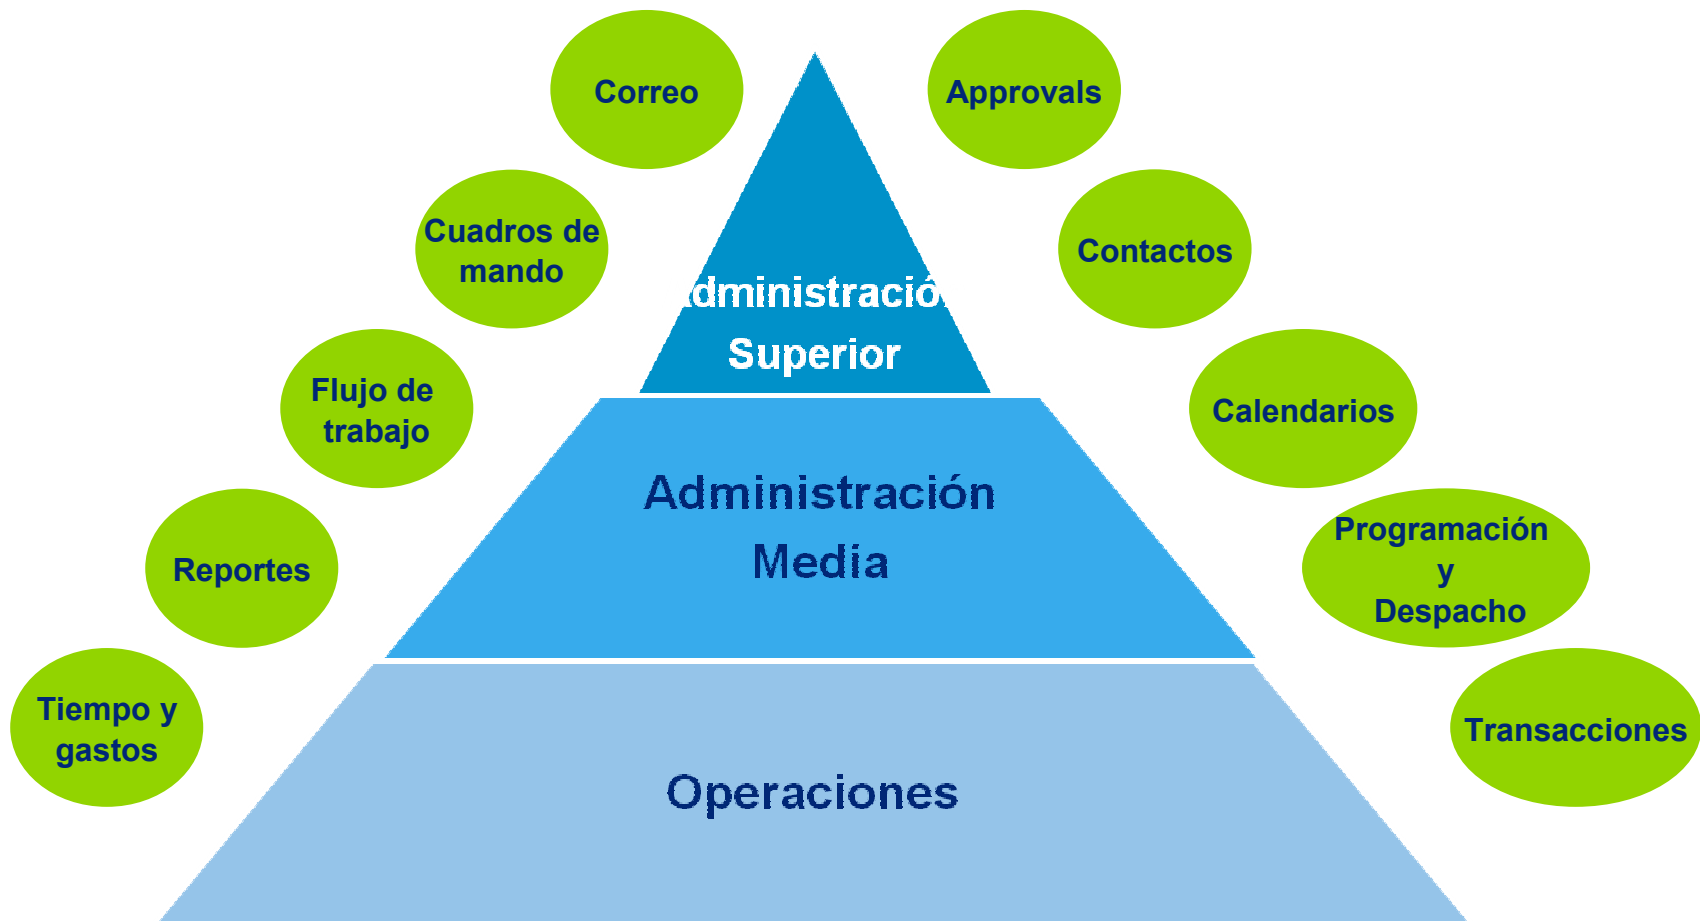 Correo
Approvals
Cuadros de
mando
Contactos
Administración
Superior
Flujo de
trabajo
Calendarios
Administración
Media
Programación
y
Despacho
Reportes
Tiempo y
gastos
Transacciones
Operaciones